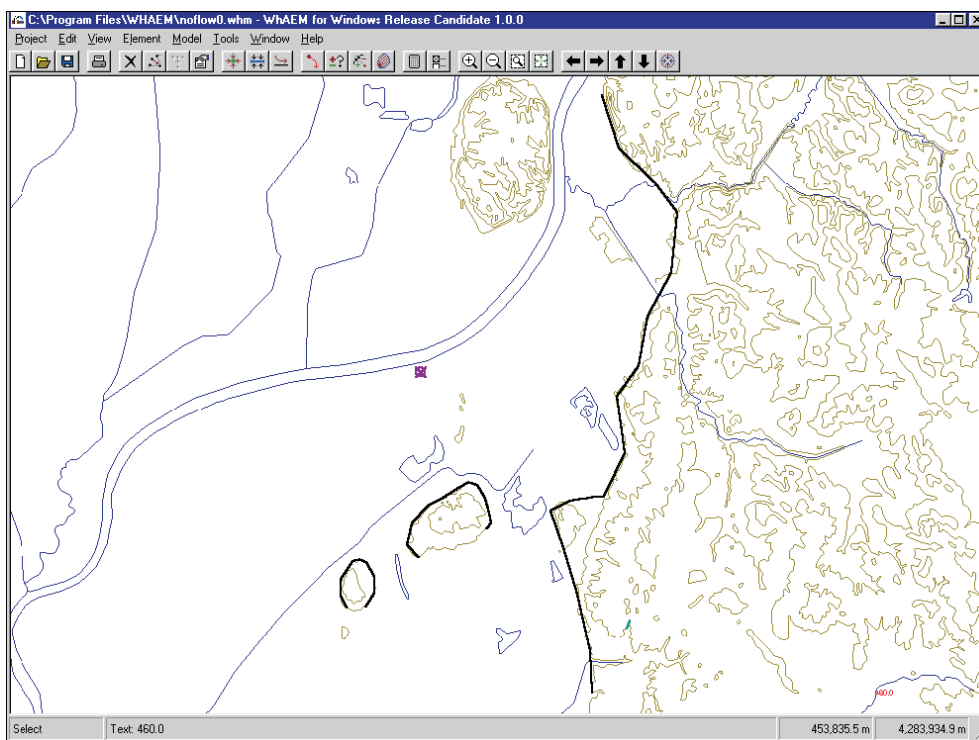 C:\Program Files\WHAEM\noflow0.whm - WhAEM for Windows Release Candidate 1.0.0
Project Edit View Element Model Tools Window Help
460.0
Select Text: 460.0 453,835.5 m 4,283,934.9 m